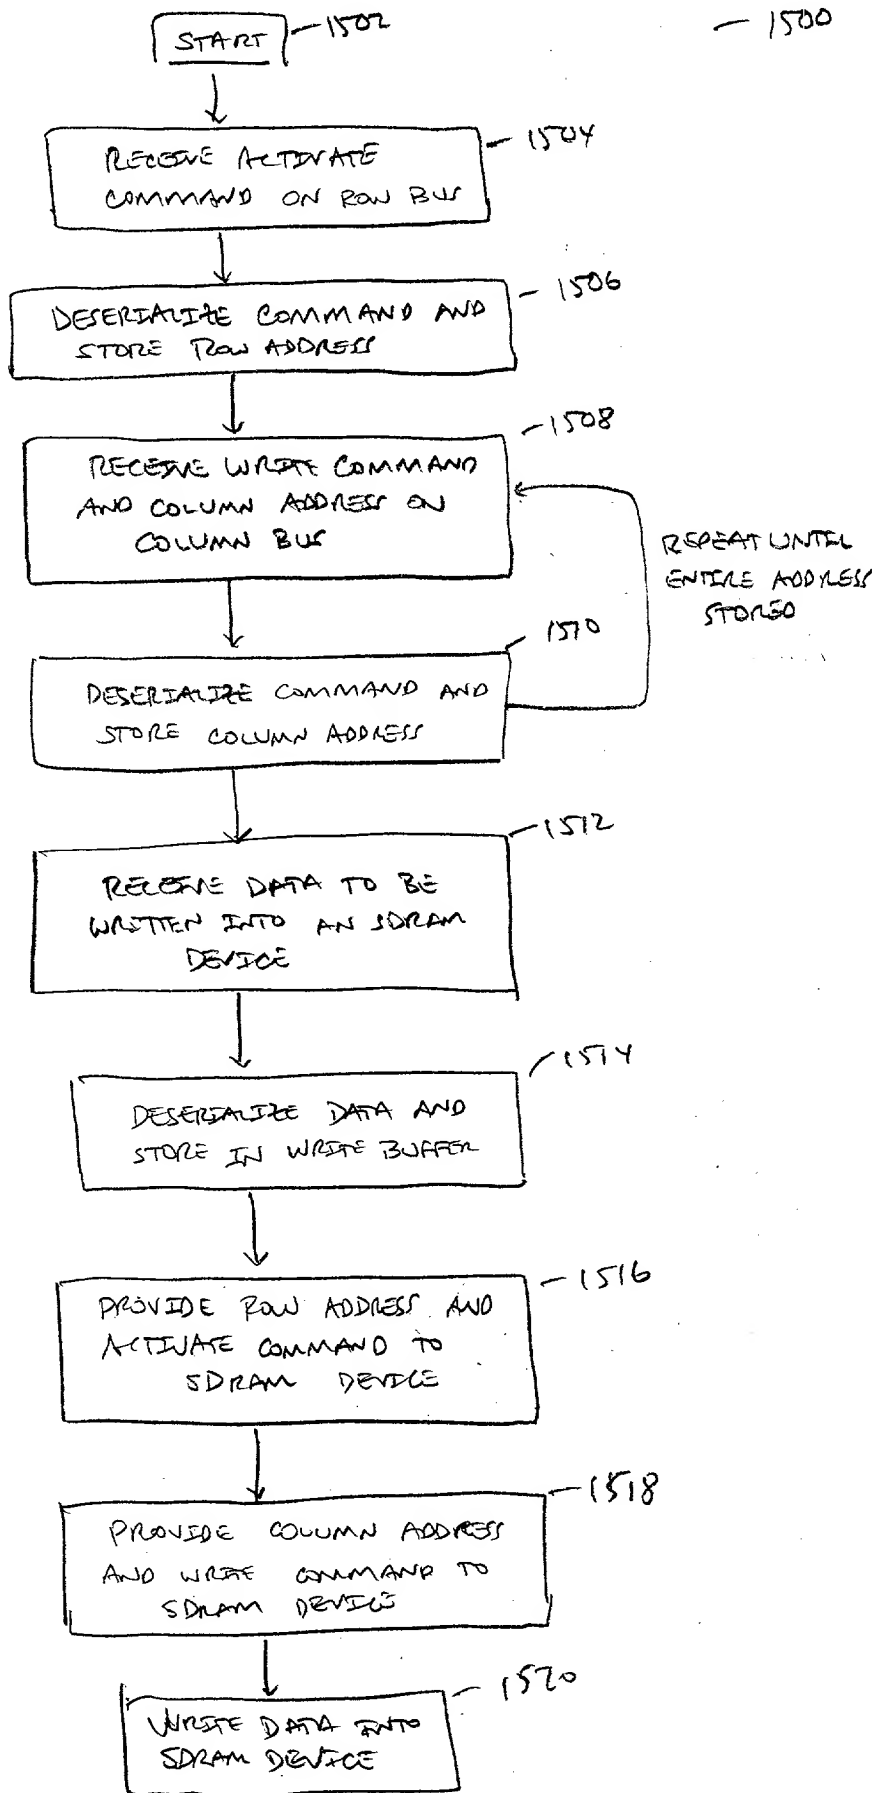 START
1502
1500
1504
RECEIVE ACTIVATE
COMMAND ON ROW BUS
1506
DESERIALIZE COMMAND AND
STORE ROW ADDRESS
1508
RECEIVE WRITE COMMAND
AND COLUMN ADDRESS ON
COLUMN BUS
REPEAT UNTIL
ENTIRE ADDRESS
STORED
1510
DESERIALIZE COMMAND AND
STORE COLUMN ADDRESS
1512
RECEIVE DATA TO BE
WRITTEN INTO AN SDRAM
DEVICE
1514
DESERIALIZE DATA AND
STORE IN WRITE BUFFER
1516
PROVIDE ROW ADDRESS AND
ACTIVATE COMMAND TO
SDRAM DEVICE
1518
PROVIDE COLUMN ADDRESS
AND WRITE COMMAND TO
SDRAM DEVICE
1520
WRITE DATA INTO
SDRAM DEVICE